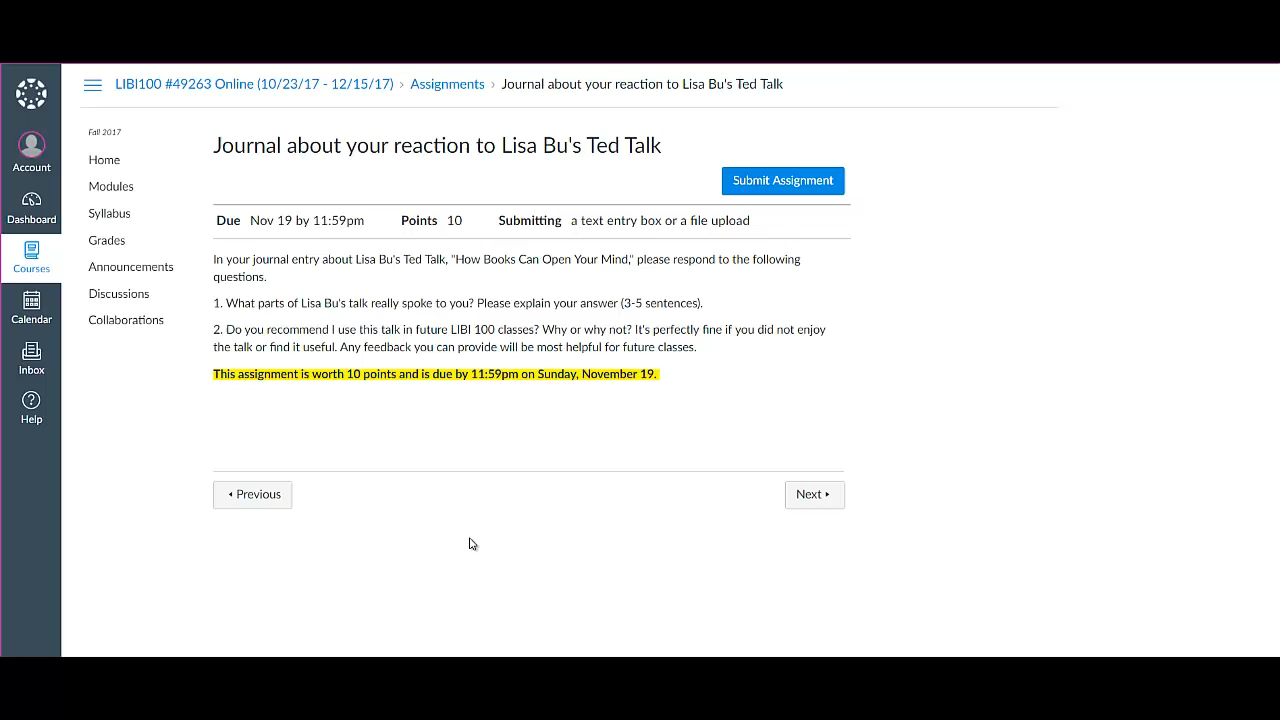 LIBI100 #49263 Online (10/23/17 - 12/15/17) › Assignments › Journal about your reaction to Lisa Bu's Ted Talk
Account
Dashboard
Courses
Calendar
Inbox
Help
Fall 2017
Home
Modules
Syllabus
Grades
Announcements
Discussions
Collaborations
Journal about your reaction to Lisa Bu's Ted Talk
Submit Assignment
Due Nov 19 by 11:59pm Points 10 Submitting a text entry box or a file upload
In your journal entry about Lisa Bu's Ted Talk, "How Books Can Open Your Mind," please respond to the following
questions.
1. What parts of Lisa Bu's talk really spoke to you? Please explain your answer (3-5 sentences).
2. Do you recommend I use this talk in future LIBI 100 classes? Why or why not? It's perfectly fine if you did not enjoy
the talk or find it useful. Any feedback you can provide will be most helpful for future classes.
This assignment is worth 10 points and is due by 11:59pm on Sunday, November 19.
Previous
Next